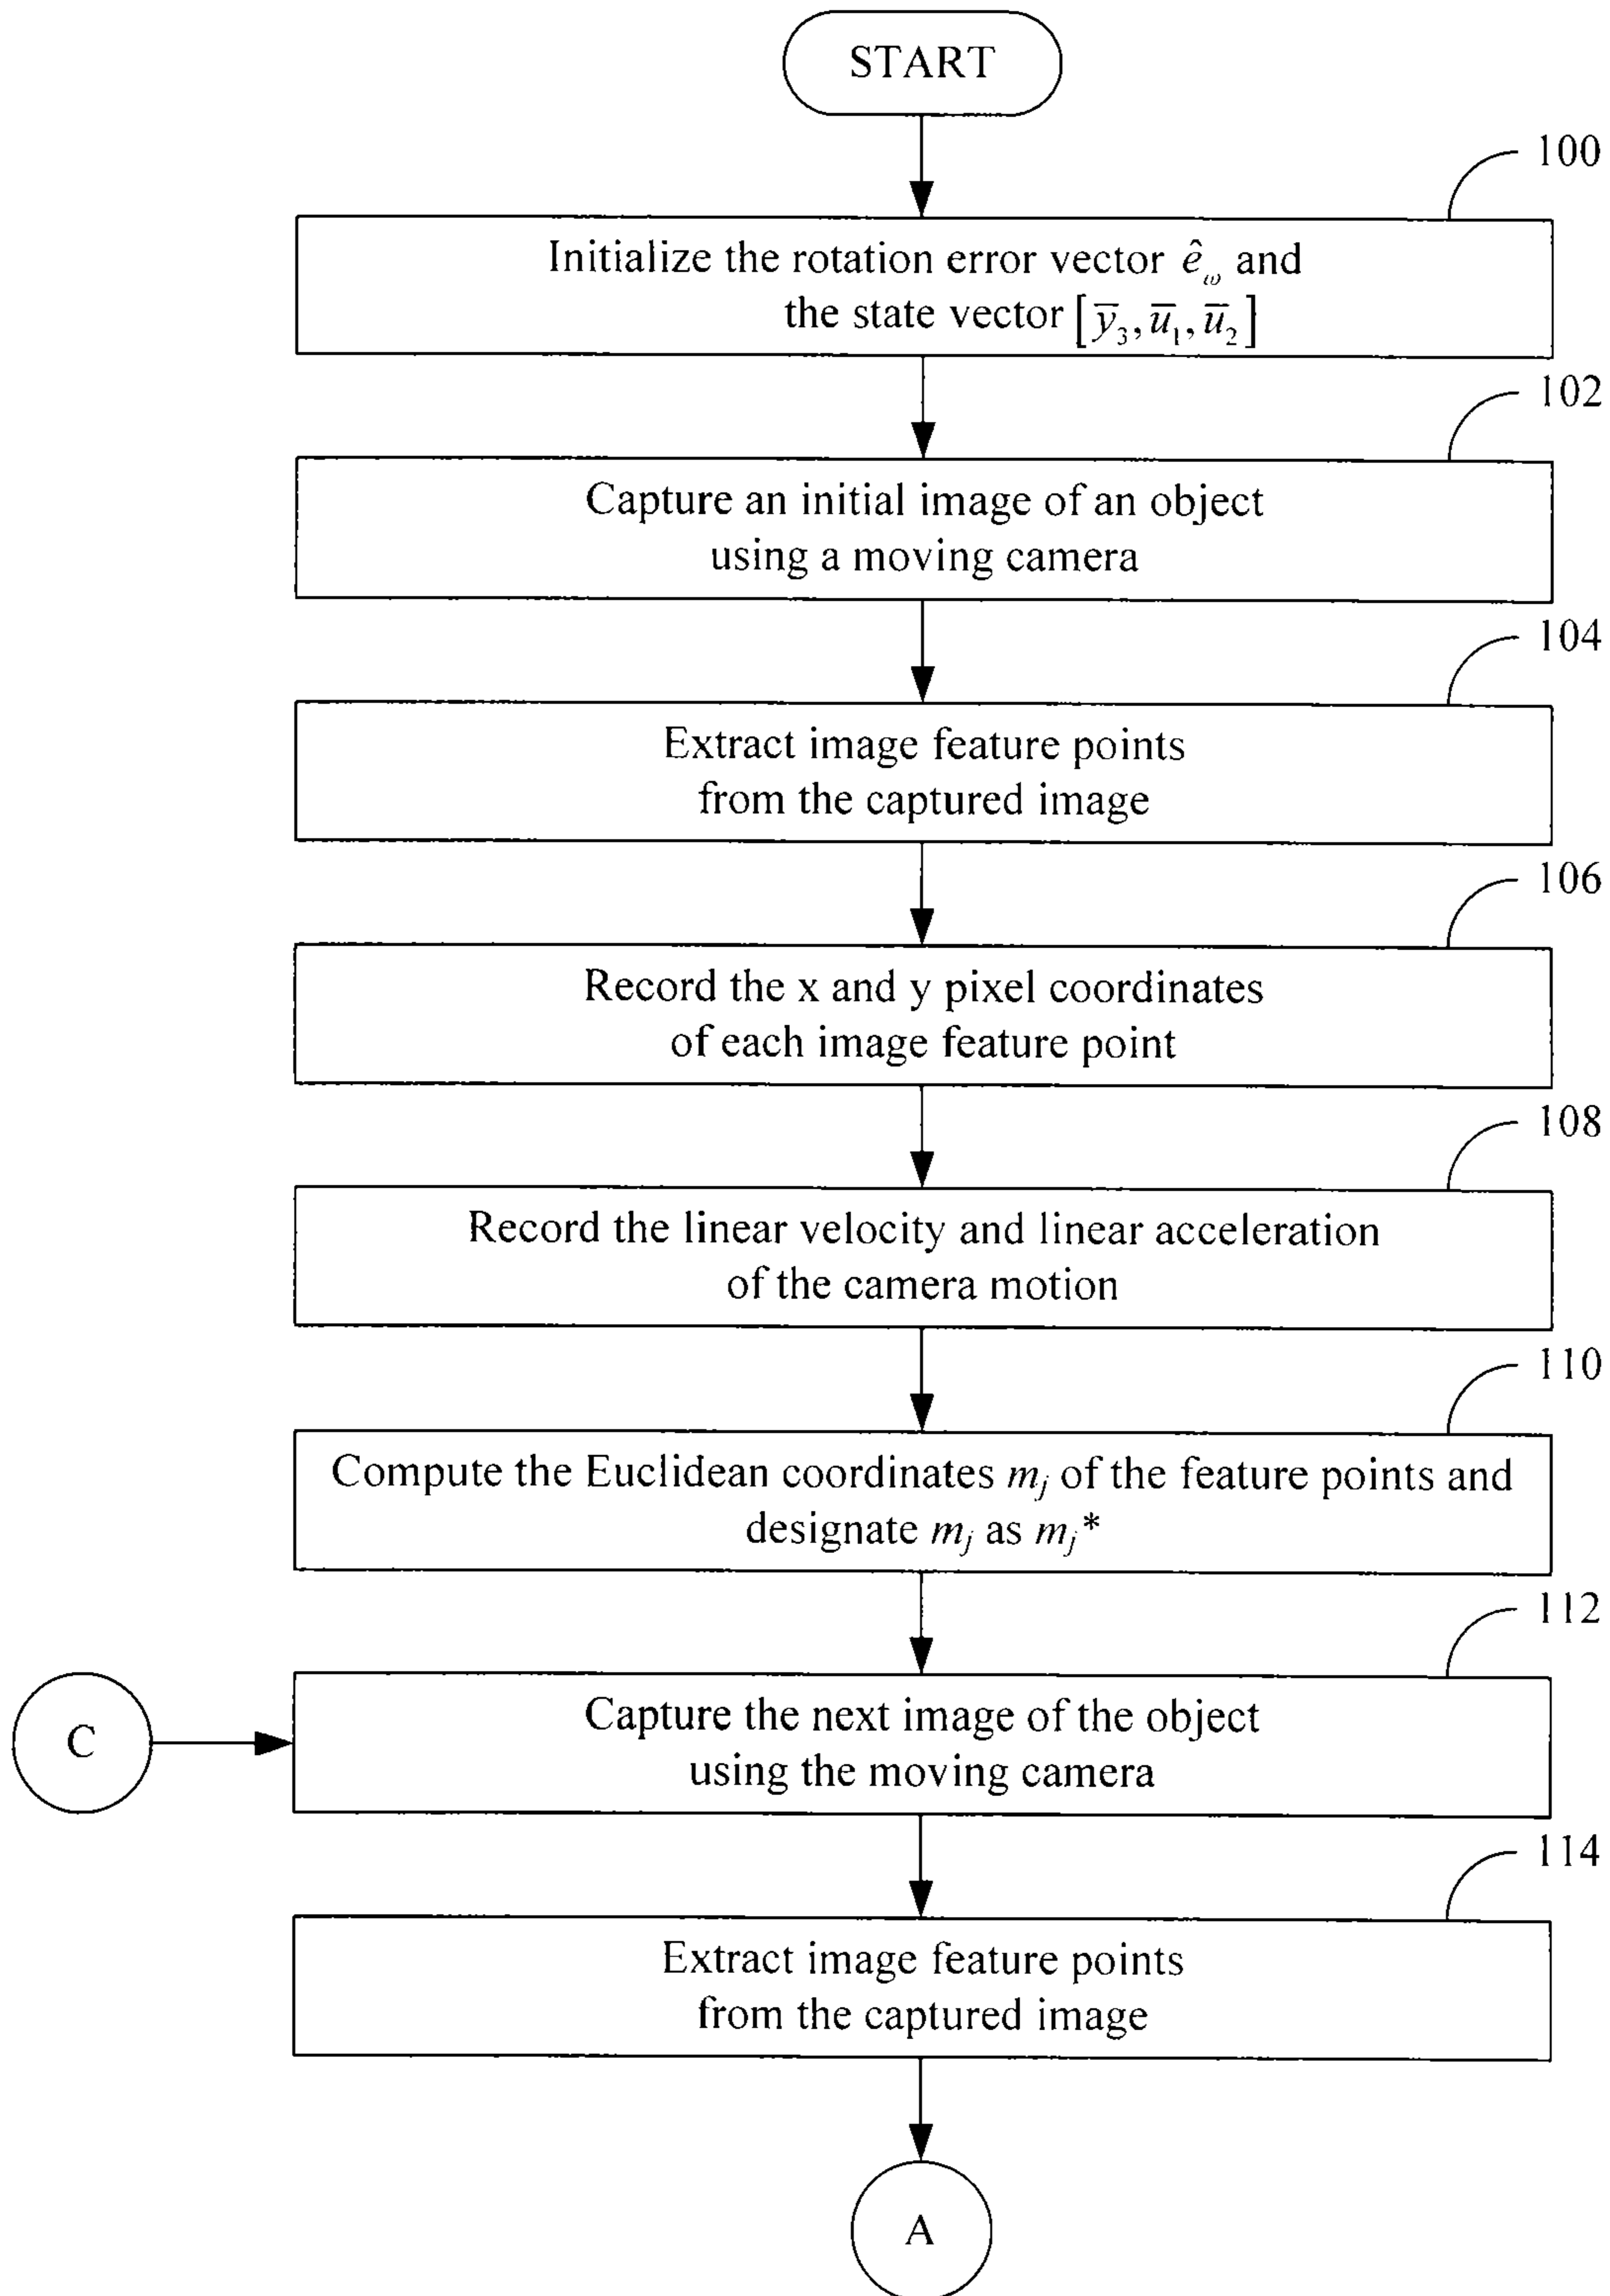 START
100
Initialize the rotation error vector ê_ω and
the state vector [y̅₃, u̅₁, u̅₂]
102
Capture an initial image of an object
using a moving camera
104
Extract image feature points
from the captured image
106
Record the x and y pixel coordinates
of each image feature point
108
Record the linear velocity and linear acceleration
of the camera motion
110
Compute the Euclidean coordinates m_j of the feature points and
designate m_j as m_j*
112
C
Capture the next image of the object
using the moving camera
114
Extract image feature points
from the captured image
A